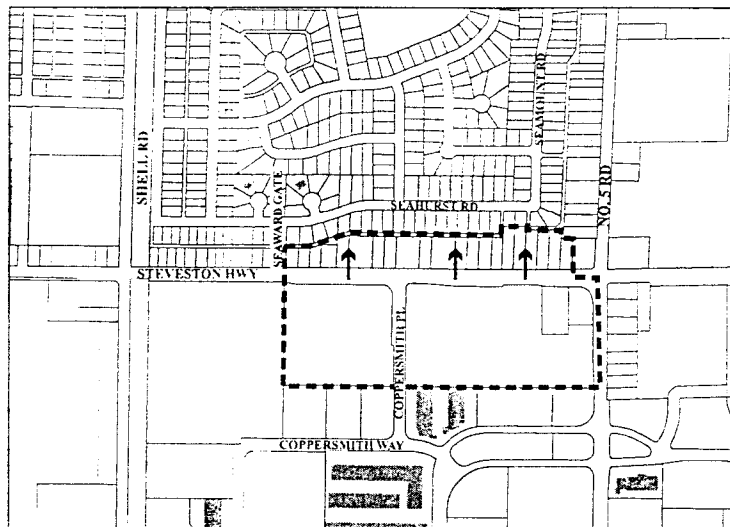 SHELL RD
SEAMOUNT RD
NO. 5 RD
SEAWARD GATE
SEAHURST RD
STEVESTON HWY
COPPERSMITH PL
COPPERSMITH WAY